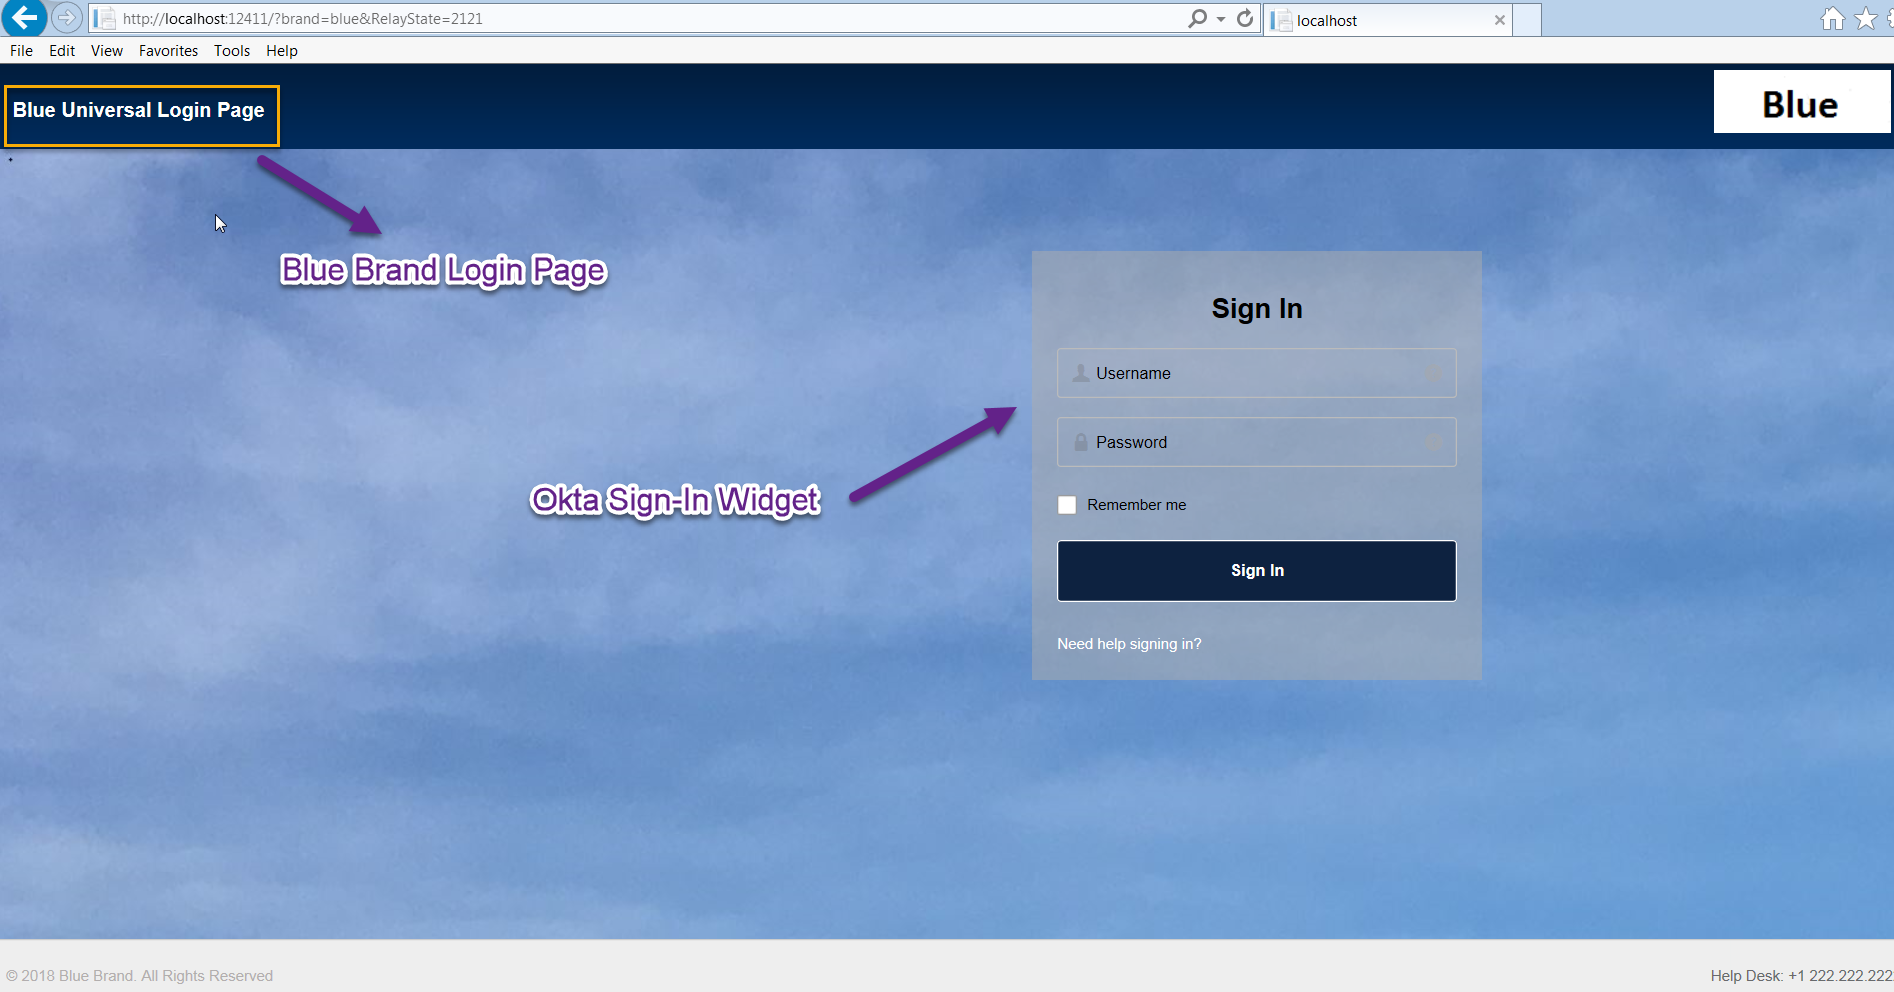 http://localhost:12411/?brand=blue&RelayState=2121
localhost
File Edit View Favorites Tools Help
Blue Universal Login Page
Blue
Blue Brand Login Page
Sign In
Username
Password
Okta Sign-In Widget
Remember me
Sign In
Need help signing in?
© 2018 Blue Brand. All Rights Reserved
Help Desk: +1 222.222.222